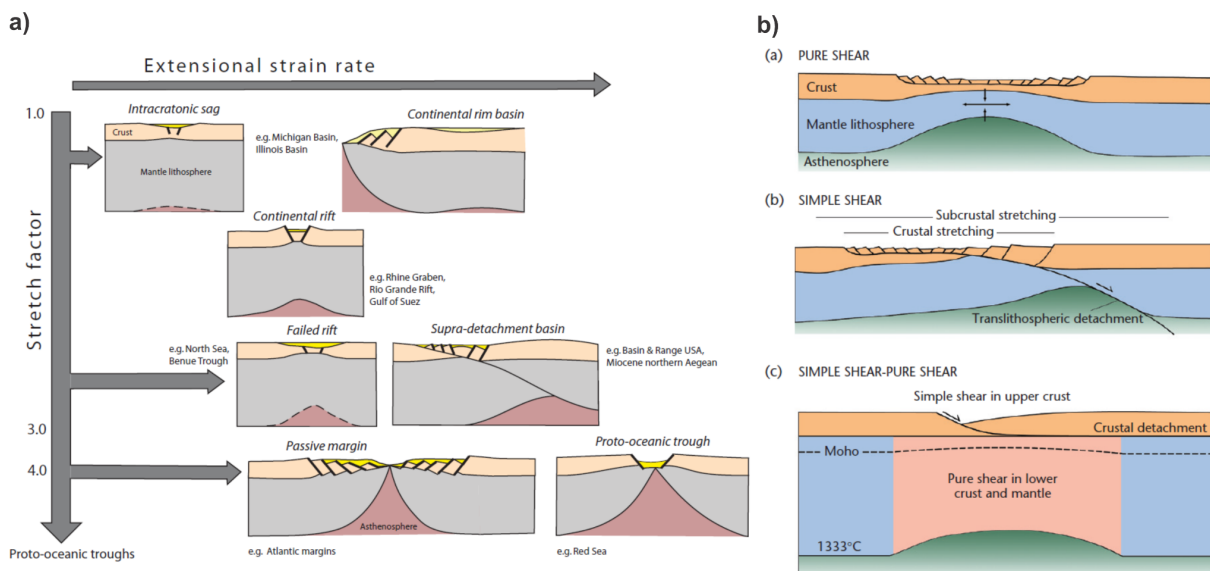 a)
Extensional strain rate
Stretch factor
1.0
3.0
4.0
Proto-oceanic troughs
Intracratonic sag
Crust
Mantle lithosphere
e.g. Michigan Basin,
Illinois Basin
Continental rim basin
Continental rift
e.g. Rhine Graben,
Rio Grande Rift,
Gulf of Suez
Failed rift
e.g. North Sea,
Benue Trough
Supra-detachment basin
e.g. Basin & Range USA,
Miocene northern Aegean
Passive margin
Asthenosphere
e.g. Atlantic margins
Proto-oceanic trough
e.g. Red Sea
b)
(a) PURE SHEAR
Crust
Mantle lithosphere
Asthenosphere
(b) SIMPLE SHEAR
Subcrustal stretching
Crustal stretching
Translithospheric detachment
(c) SIMPLE SHEAR-PURE SHEAR
Simple shear in upper crust
Crustal detachment
Moho
Pure shear in lower
crust and mantle
1333°C